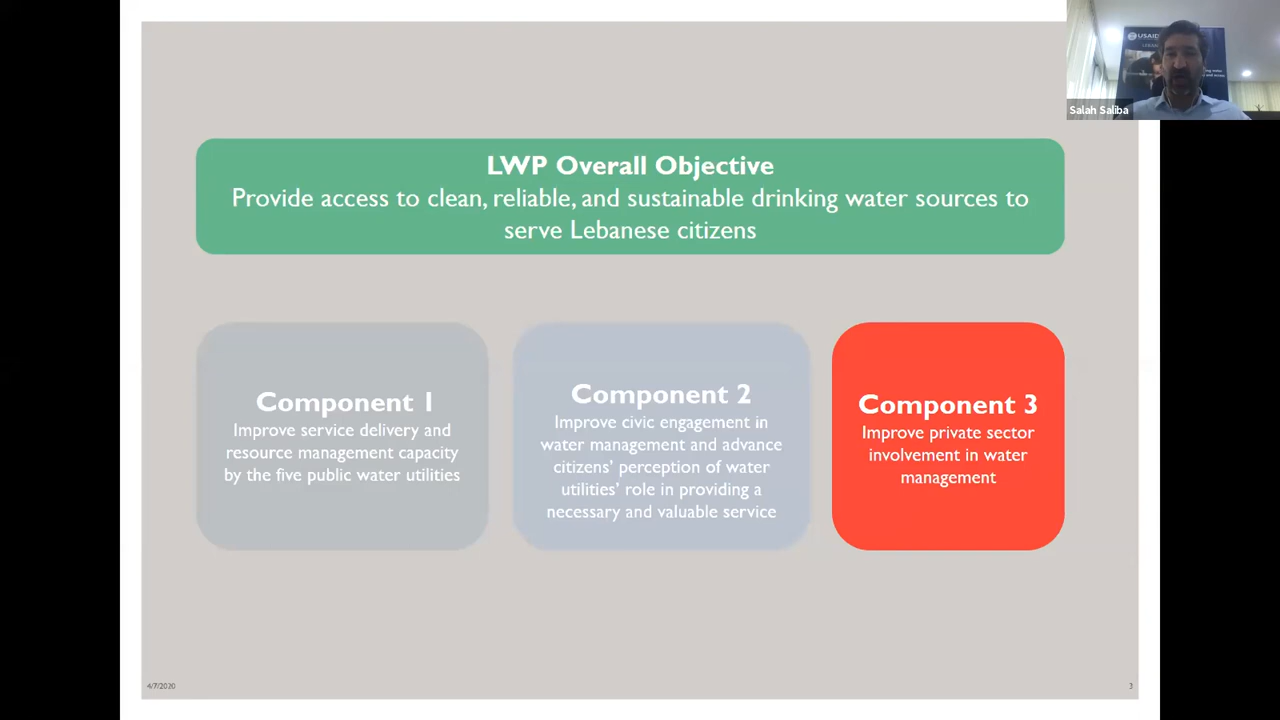 USAID
Salah Saliba
LWP Overall Objective
Provide access to clean, reliable, and sustainable drinking water sources to
serve Lebanese citizens
Component 1
Improve service delivery and
resource management capacity
by the five public water utilities
Component 2
Improve civic engagement in
water management and advance
citizens’ perception of water
utilities’ role in providing a
necessary and valuable service
Component 3
Improve private sector
involvement in water
management
4/7/2020
3